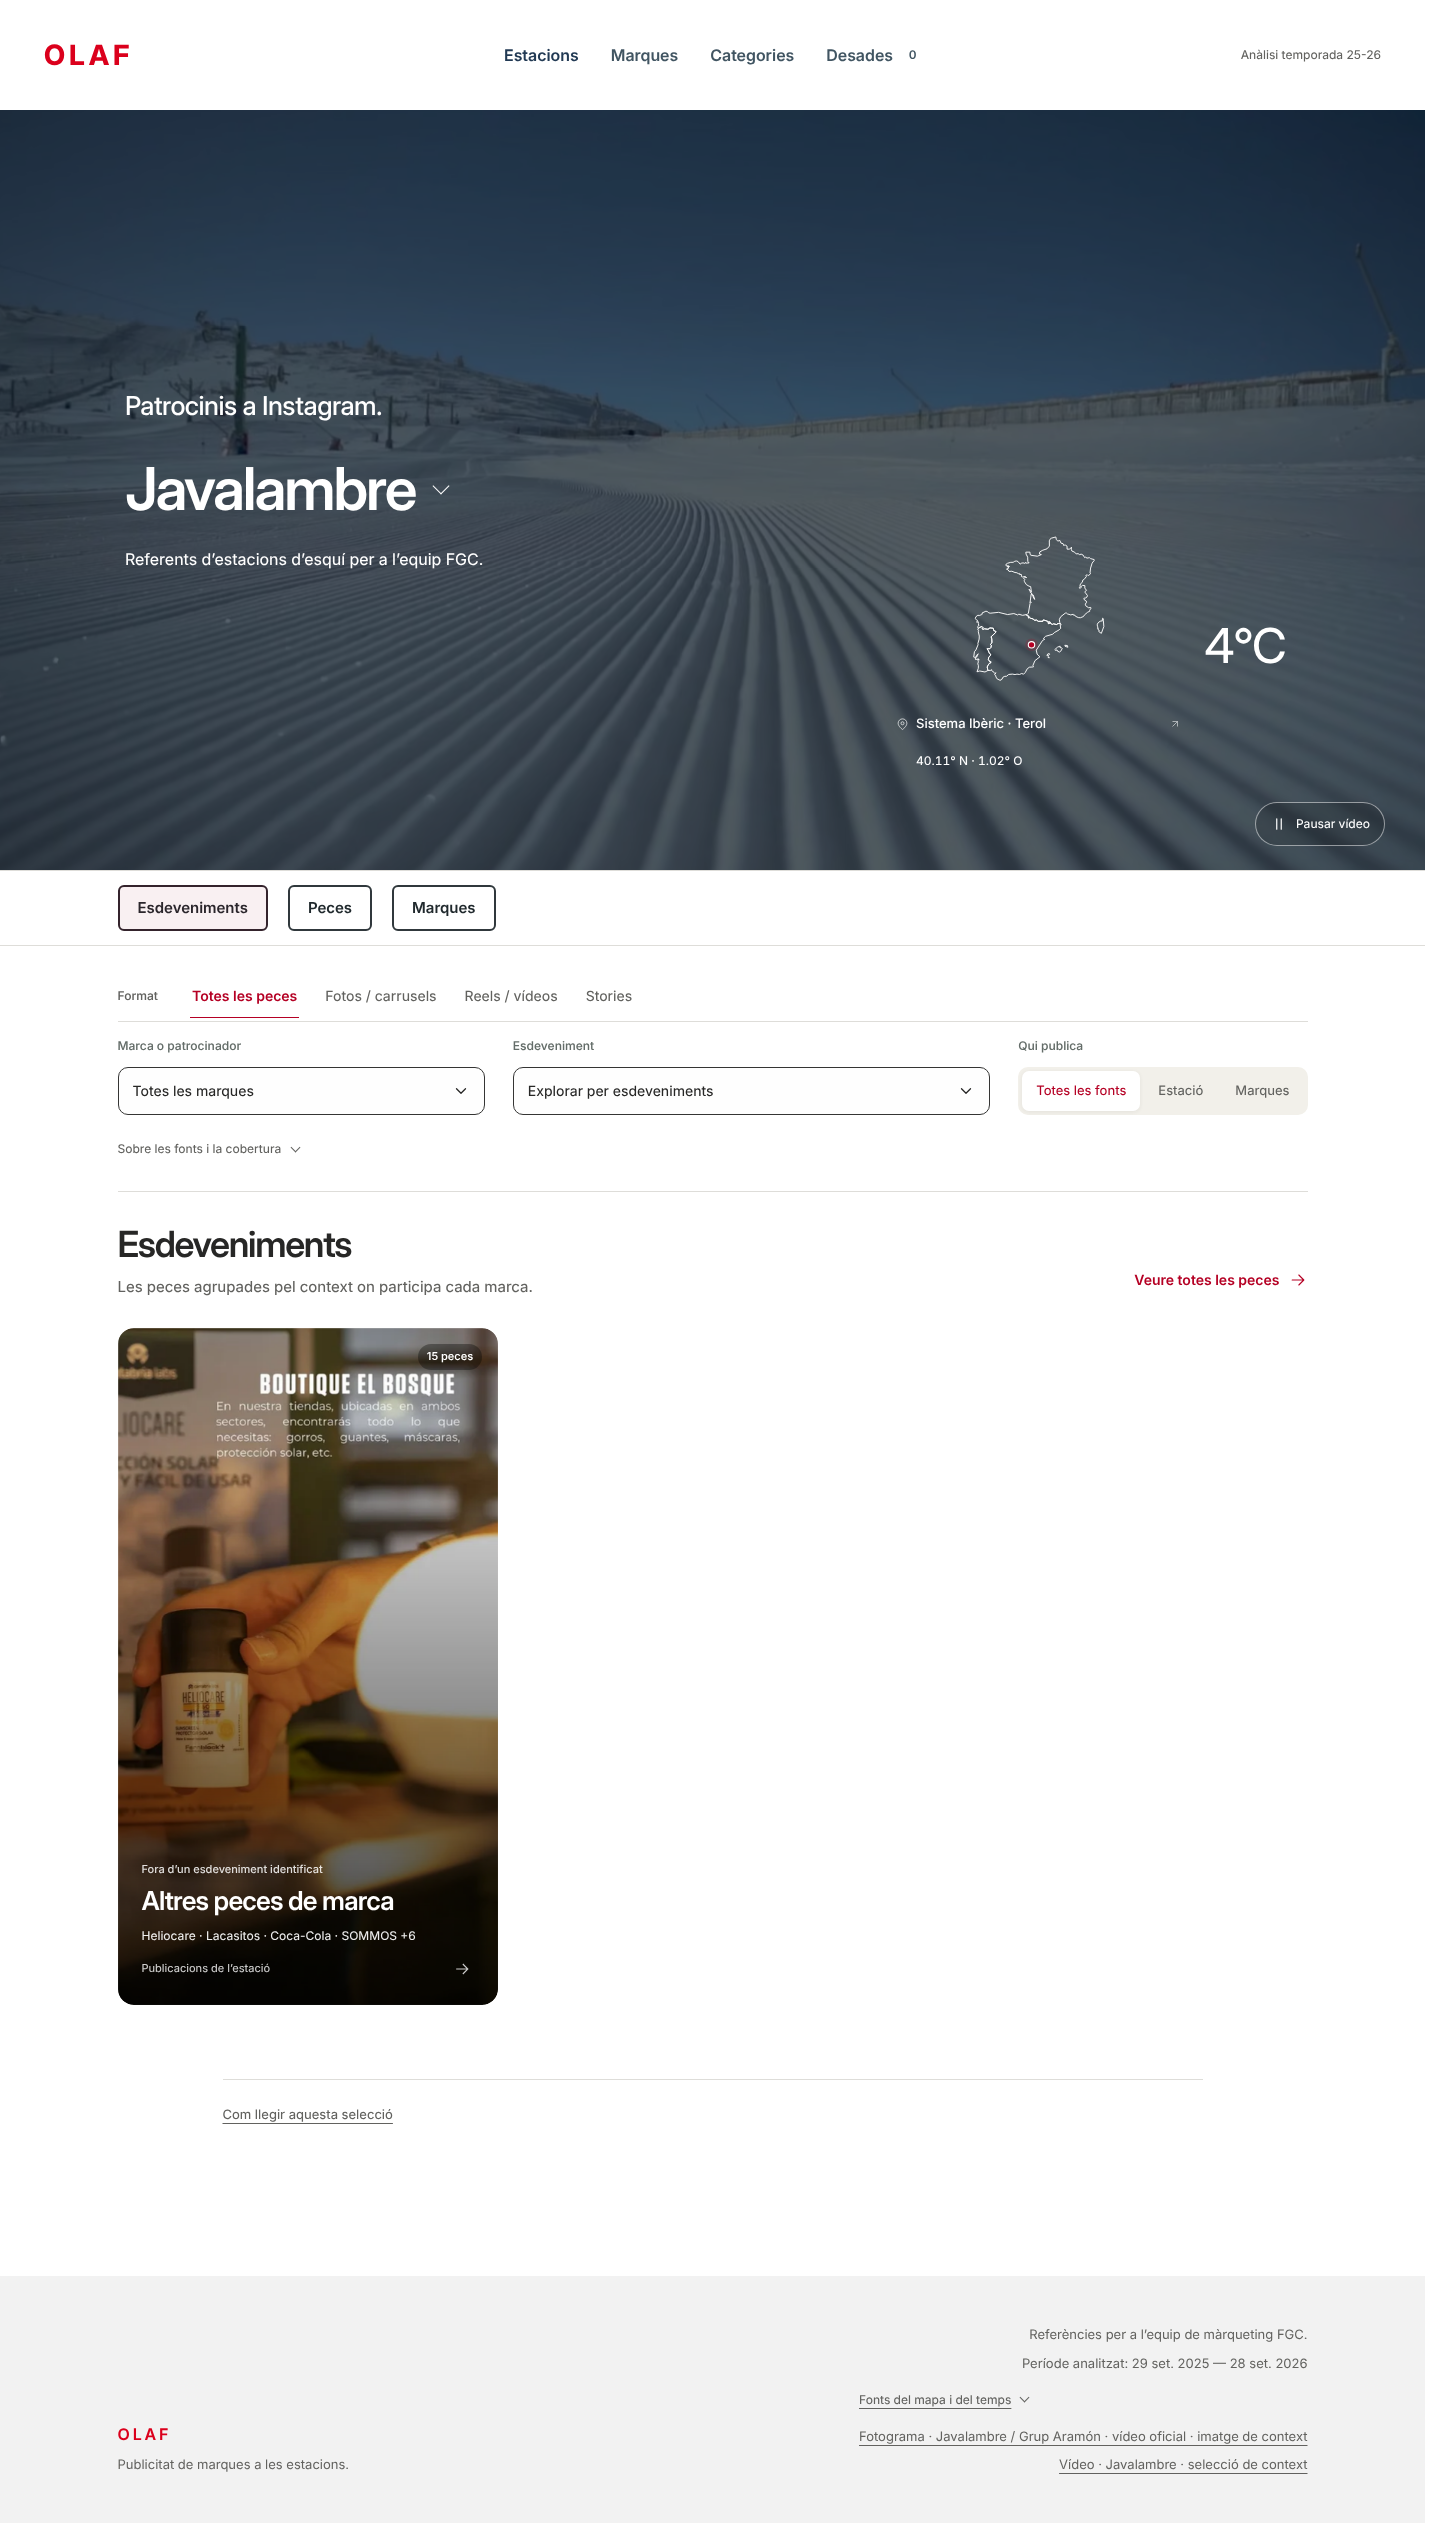 OLAF
Estacions
Marques
Categories
Desades 0
Anàlisi temporada 25-26
Patrocinis a Instagram.
Javalambre
Referents d’estacions d’esquí per a l’equip FGC.
4°C
Sistema Ibèric · Terol
40.11° N · 1.02° O
Pausar vídeo
Esdeveniments
Peces
Marques
Format
Totes les peces
Fotos / carrusels
Reels / vídeos
Stories
Marca o patrocinador
Totes les marques
Esdeveniment
Explorar per esdeveniments
Qui publica
Totes les fonts
Estació
Marques
Sobre les fonts i la cobertura
Esdeveniments
Les peces agrupades pel context on participa cada marca.
Veure totes les peces
15 peces
BOUTIQUE EL BOSQUE
En nuestra tiendas, ubicadas en ambos
sectores, encontrarás todo lo que
necesitas: gorros, guantes, máscaras,
protección solar, etc.
LIOCARE
CCIÓN SOLAR
Y FÁCIL DE USAR
HELIOCARE
Fora d’un esdeveniment identificat
Altres peces de marca
Heliocare · Lacasitos · Coca-Cola · SOMMOS +6
Publicacions de l’estació
Com llegir aquesta selecció
Referències per a l’equip de màrqueting FGC.
Període analitzat: 29 set. 2025 — 28 set. 2026
Fonts del mapa i del temps
Fotograma · Javalambre / Grup Aramón · vídeo oficial · imatge de context
Vídeo · Javalambre · selecció de context
OLAF
Publicitat de marques a les estacions.